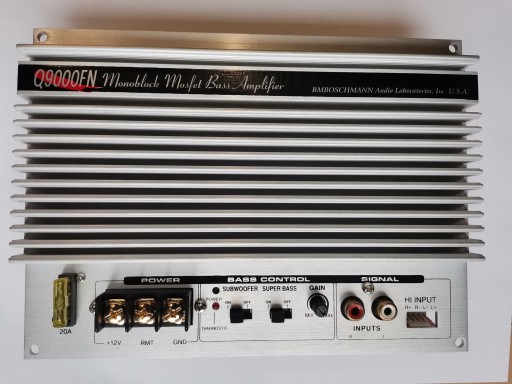 Q9000EN Monoblock Mosfet Bass Amplifier
BMBOSCHMANN Audio Laboratories, Inc. U.S.A.
POWER BASS CONTROL SIGNAL
SUBWOOFER SUPER BASS GAIN
POWER
ON OFF ON OFF
HI INPUT
R+ R- L- L+
Min Max
DIAGNOSTIC
20A
+12V RMT GND
INPUTS
R L